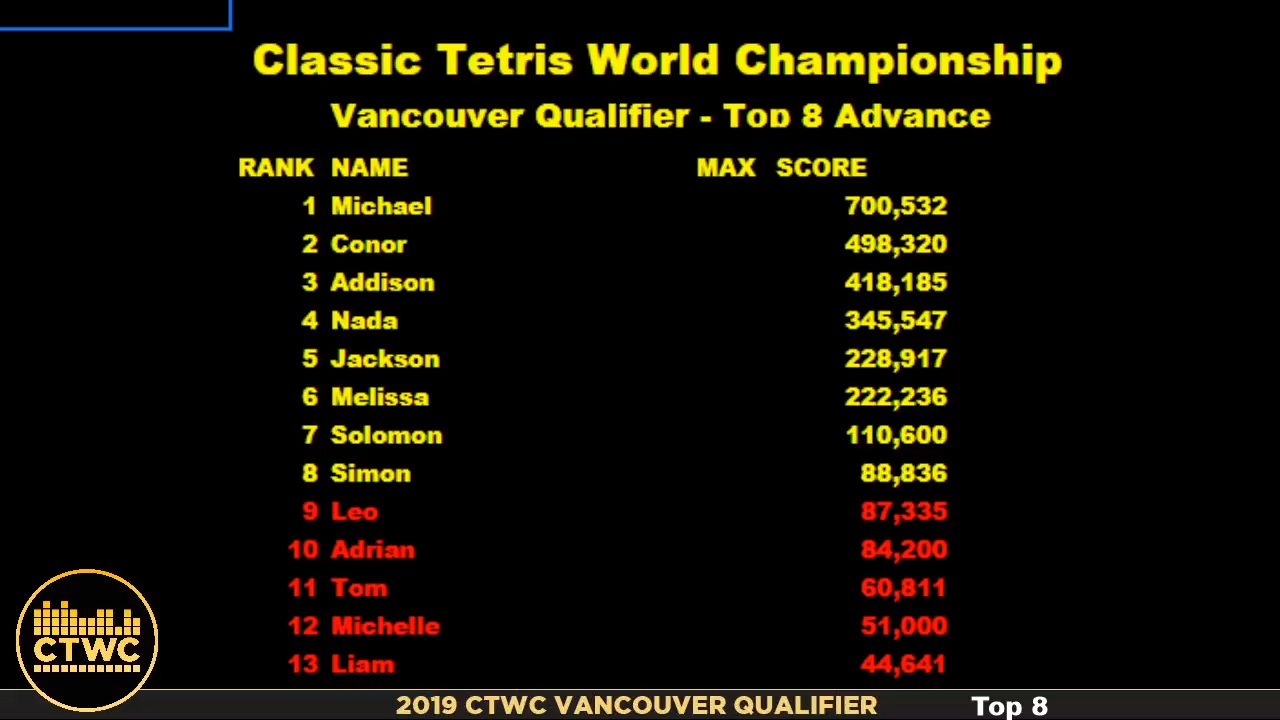 Classic Tetris World Championship
Vancouver Qualifier - Top 8 Advance
RANK NAME MAX SCORE
1 Michael 700,532
2 Conor 498,320
3 Addison 418,185
4 Nada 345,547
5 Jackson 228,917
6 Melissa 222,236
7 Solomon 110,600
8 Simon 88,836
9 Leo 87,335
10 Adrian 84,200
11 Tom 60,811
12 Michelle 51,000
13 Liam 44,641
CTWC
2019 CTWC VANCOUVER QUALIFIER Top 8